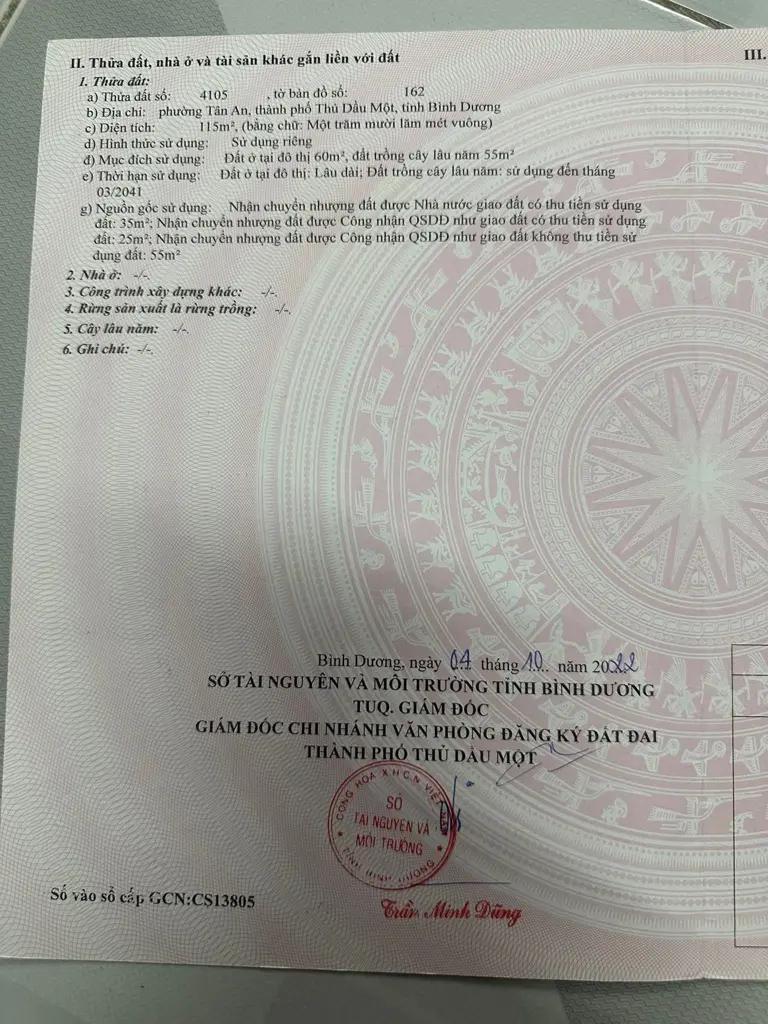 II. Thửa đất, nhà ở và tài sản khác gắn liền với đất
III.
1. Thửa đất:
a) Thửa đất số: 4105 , tờ bản đồ số: 162
b) Địa chỉ: phường Tân An, thành phố Thủ Dầu Một, tỉnh Bình Dương
c) Diện tích: 115m², (bằng chữ: Một trăm mười lăm mét vuông)
d) Hình thức sử dụng: Sử dụng riêng
đ) Mục đích sử dụng: Đất ở tại đô thị 60m², đất trồng cây lâu năm 55m²
e) Thời hạn sử dụng: Đất ở tại đô thị: Lâu dài; Đất trồng cây lâu năm: sử dụng đến tháng
03/2041
g) Nguồn gốc sử dụng: Nhận chuyển nhượng đất được Nhà nước giao đất có thu tiền sử dụng
đất: 35m²; Nhận chuyển nhượng đất được Công nhận QSDĐ như giao đất có thu tiền sử dụng
đất: 25m²; Nhận chuyển nhượng đất được Công nhận QSDĐ như giao đất không thu tiền sử
dụng đất: 55m²
2. Nhà ở: -/-.
3. Công trình xây dựng khác: -/-.
4. Rừng sản xuất là rừng trồng: -/-.
5. Cây lâu năm: -/-.
6. Ghi chú: -/-.
Bình Dương, ngày 04 tháng 10 năm 2022
SỞ TÀI NGUYÊN VÀ MÔI TRƯỜNG TỈNH BÌNH DƯƠNG
TUQ. GIÁM ĐỐC
GIÁM ĐỐC CHI NHÁNH VĂN PHÒNG ĐĂNG KÝ ĐẤT ĐAI
THÀNH PHỐ THỦ DẦU MỘT
CỘNG HÒA X.H.C.N VIỆT NAM
SỞ
TÀI NGUYÊN VÀ
MÔI TRƯỜNG
TỈNH BÌNH DƯƠNG
Số vào sổ cấp GCN:CS13805
Trần Minh Dũng